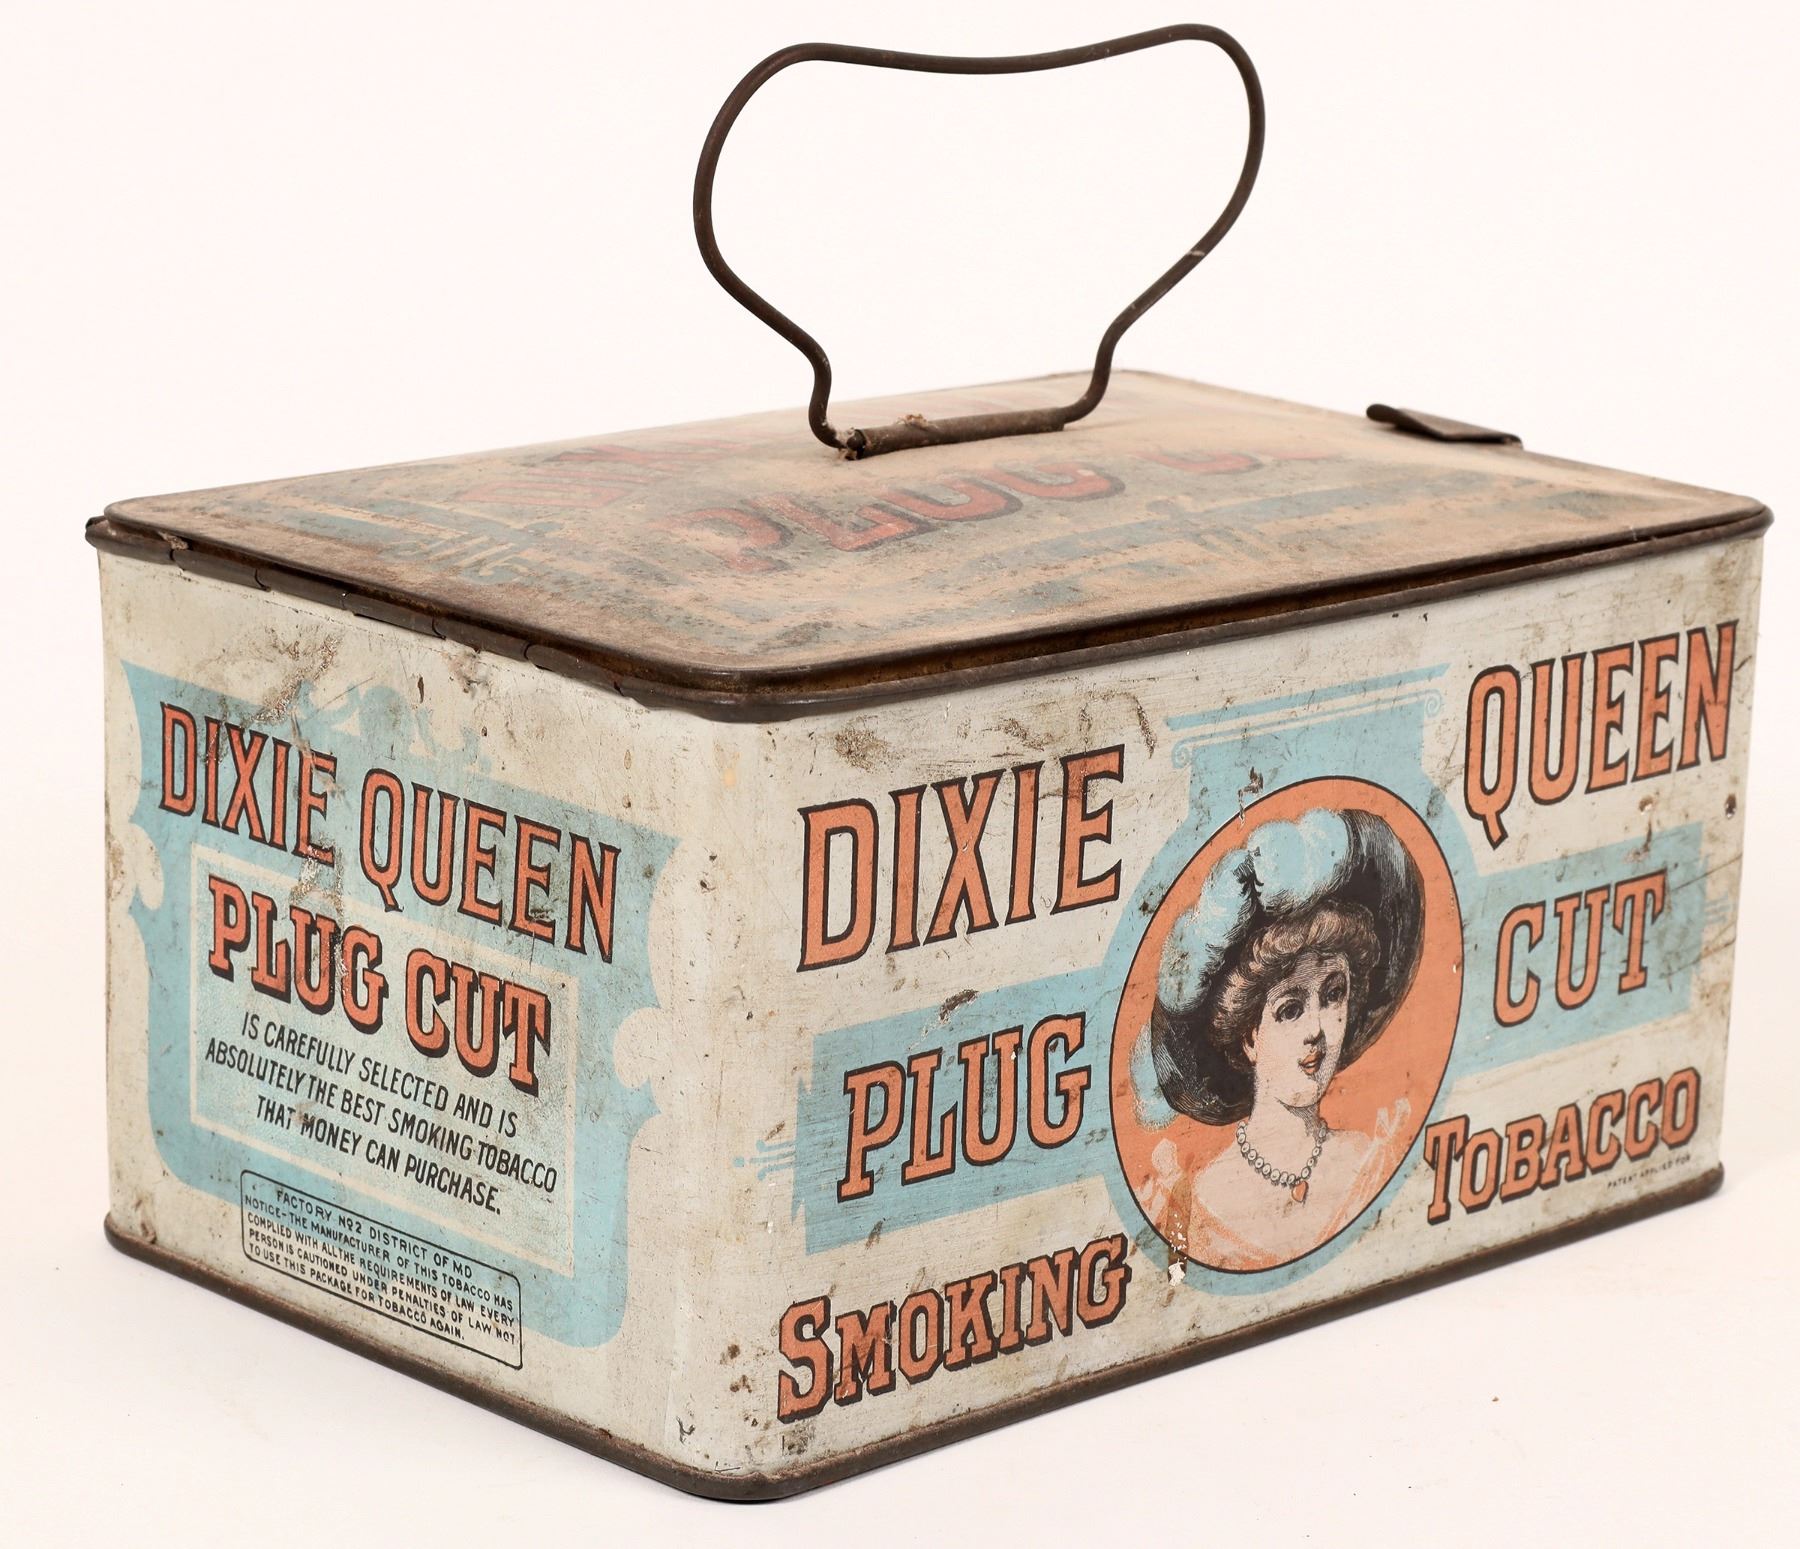 PLUG
DIXIE QUEEN
PLUG CUT
IS CAREFULLY SELECTED AND IS
ABSOLUTELY THE BEST SMOKING TOBACCO
THAT MONEY CAN PURCHASE.
FACTORY Nº2 DISTRICT OF MD
NOTICE-THE MANUFACTURER OF THIS TOBACCO HAS
COMPLIED WITH ALL THE REQUIREMENTS OF LAW EVERY
PERSON IS CAUTIONED UNDER PENALTIES OF LAW NOT
TO USE THIS PACKAGE FOR TOBACCO AGAIN.
DIXIE QUEEN
PLUG CUT
SMOKING TOBACCO
PATENT APPLIED FOR